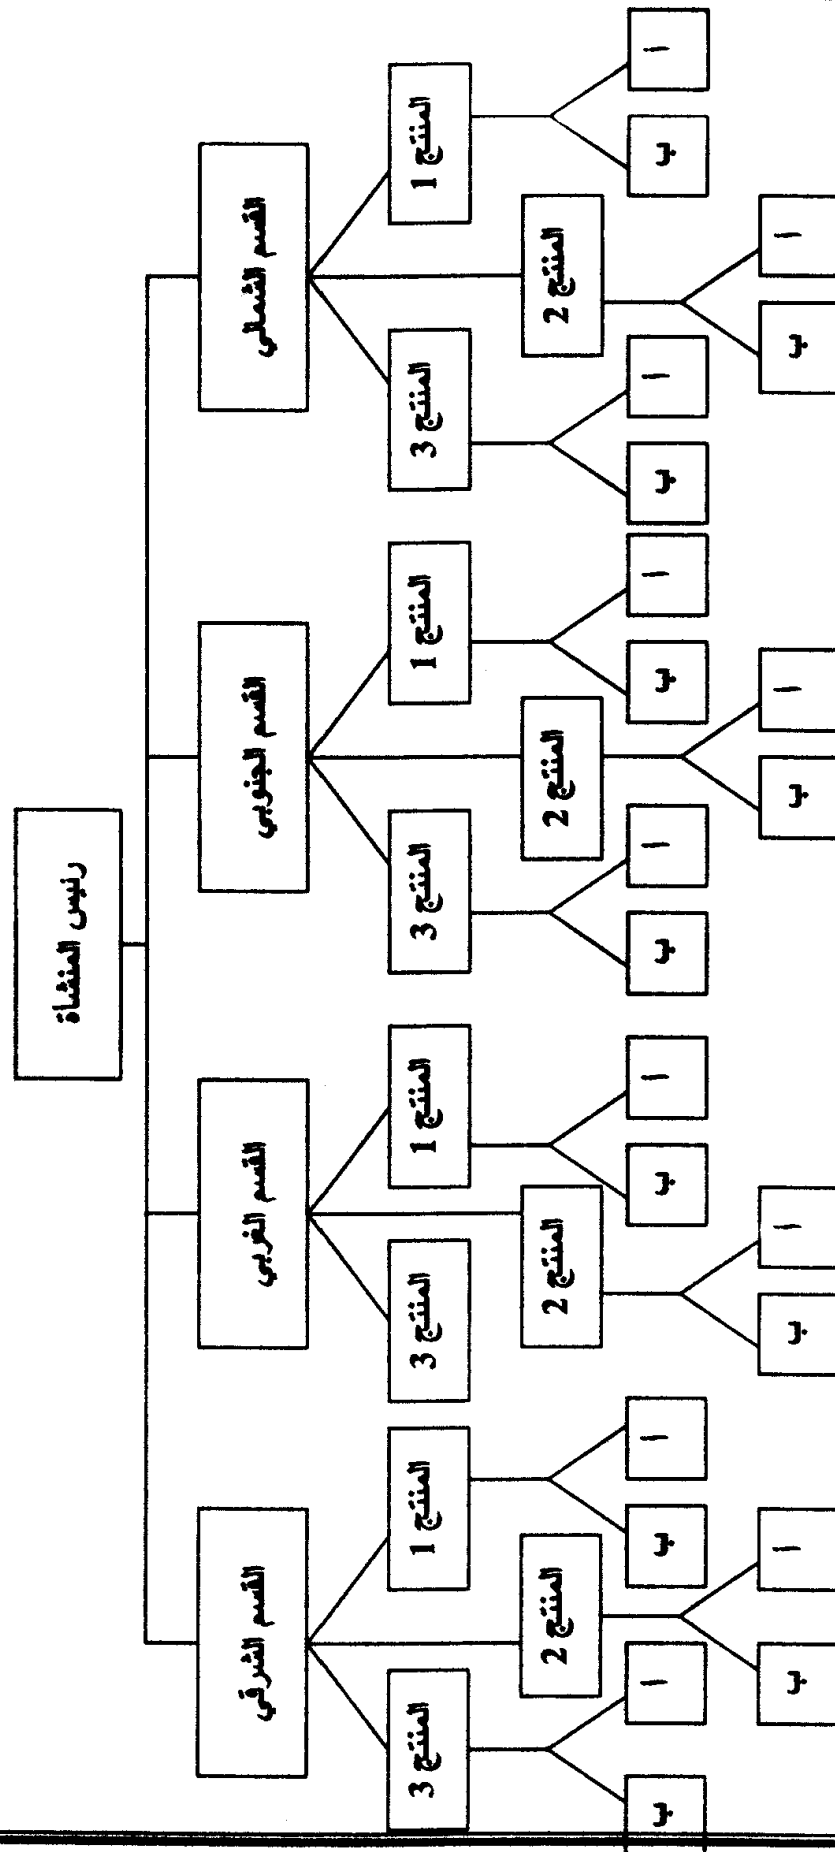 رئيس المنشأة
القسم الشمالي
القسم الجنوبي
القسم الغربي
القسم الشرقي
المنتج 1
المنتج 2
المنتج 3
المنتج 1
المنتج 2
المنتج 3
المنتج 1
المنتج 2
المنتج 3
المنتج 1
المنتج 2
المنتج 3
أ
ب
أ
ب
أ
ب
أ
ب
أ
ب
أ
ب
أ
ب
أ
ب
أ
ب
أ
ب
أ
ب